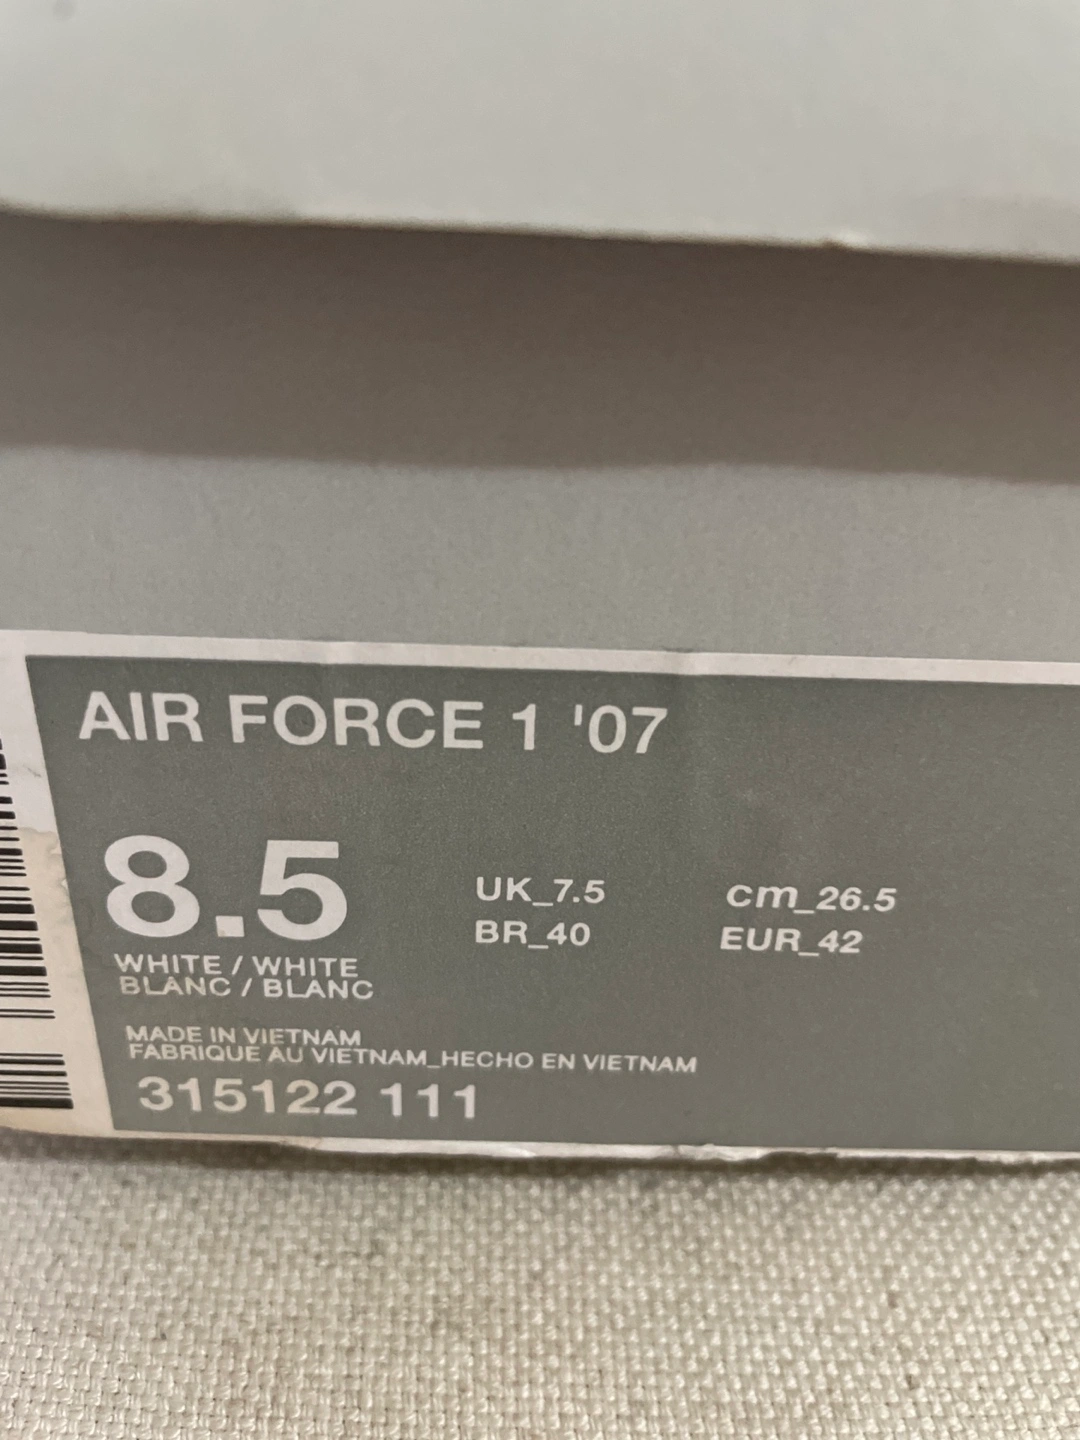 AIR FORCE 1 '07
8.5
UK_7.5 cm_26.5
BR_40 EUR_42
WHITE / WHITE
BLANC / BLANC
MADE IN VIETNAM
FABRIQUE AU VIETNAM_HECHO EN VIETNAM
315122 111